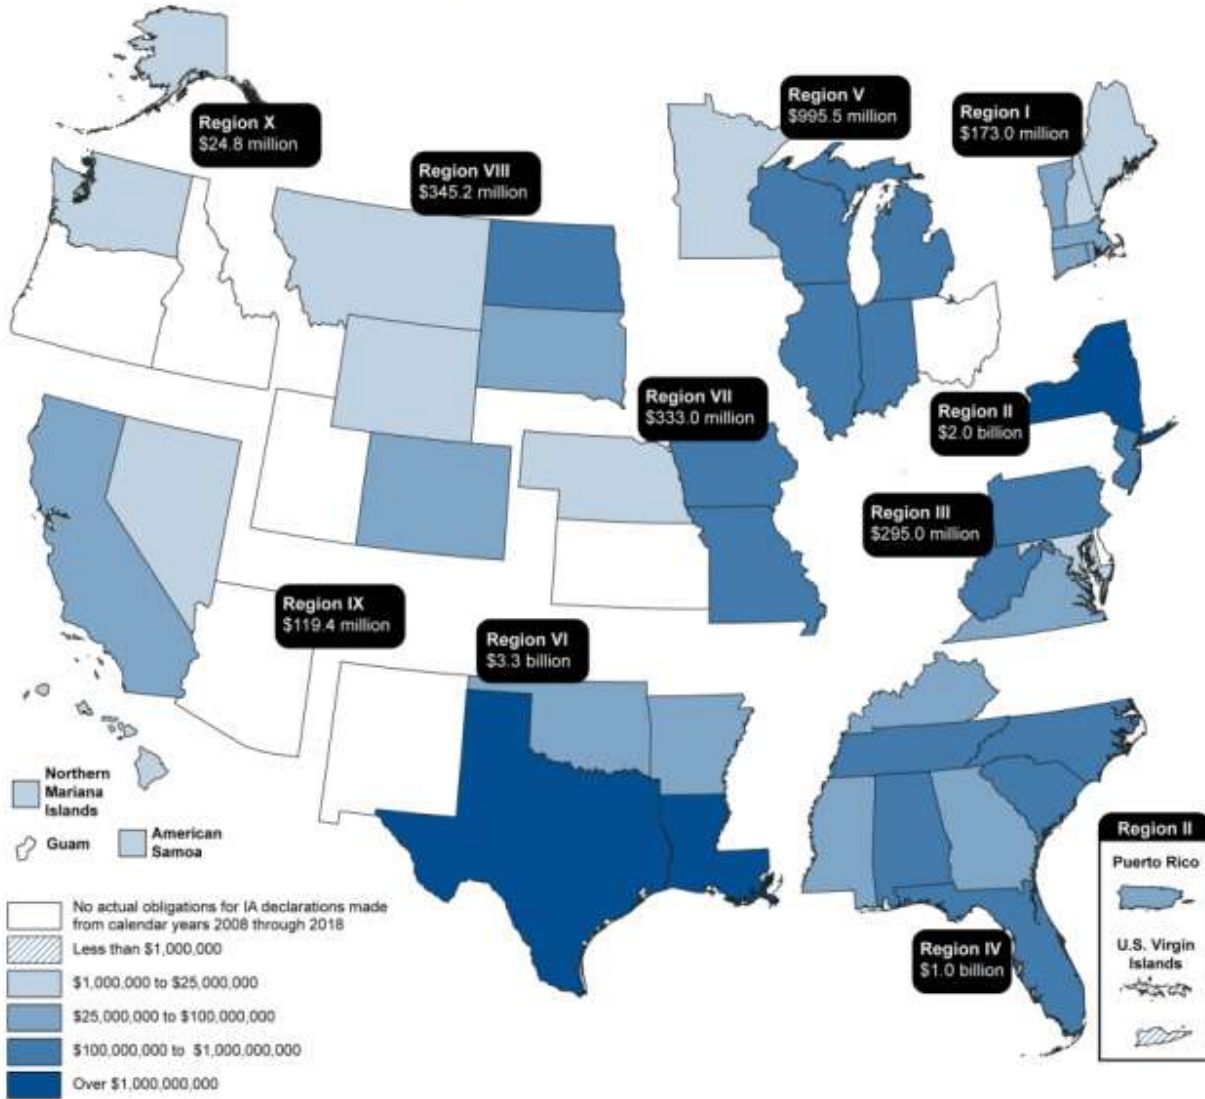 Region X
$24.8 million
Region VIII
$345.2 million
Region V
$995.5 million
Region I
$173.0 million
Region VII
$333.0 million
Region II
$2.0 billion
Region III
$295.0 million
Region IX
$119.4 million
Region VI
$3.3 billion
Region IV
$1.0 billion
Northern
Mariana
Islands
Guam
American
Samoa
Region II
Puerto Rico
U.S. Virgin
Islands
No actual obligations for IA declarations made
from calendar years 2008 through 2018
Less than $1,000,000
$1,000,000 to $25,000,000
$25,000,000 to $100,000,000
$100,000,000 to $1,000,000,000
Over $1,000,000,000